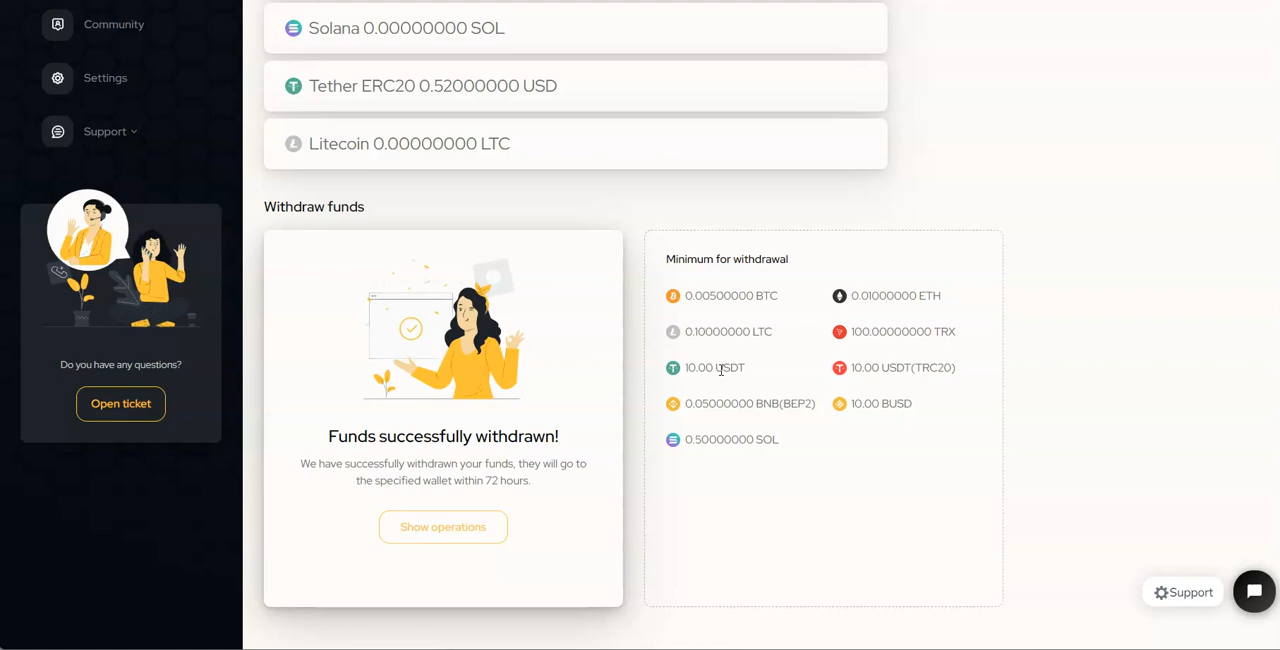 Community
Settings
Support
Do you have any questions?
Open ticket
Solana 0.00000000 SOL
Tether ERC20 0.52000000 USD
Litecoin 0.00000000 LTC
Withdraw funds
Funds successfully withdrawn!
We have successfully withdrawn your funds, they will go to
the specified wallet within 72 hours.
Show operations
Minimum for withdrawal
0.00500000 BTC
0.01000000 ETH
0.10000000 LTC
100.00000000 TRX
10.00 USDT
10.00 USDT(TRC20)
0.05000000 BNB(BEP2)
10.00 BUSD
0.50000000 SOL
Support